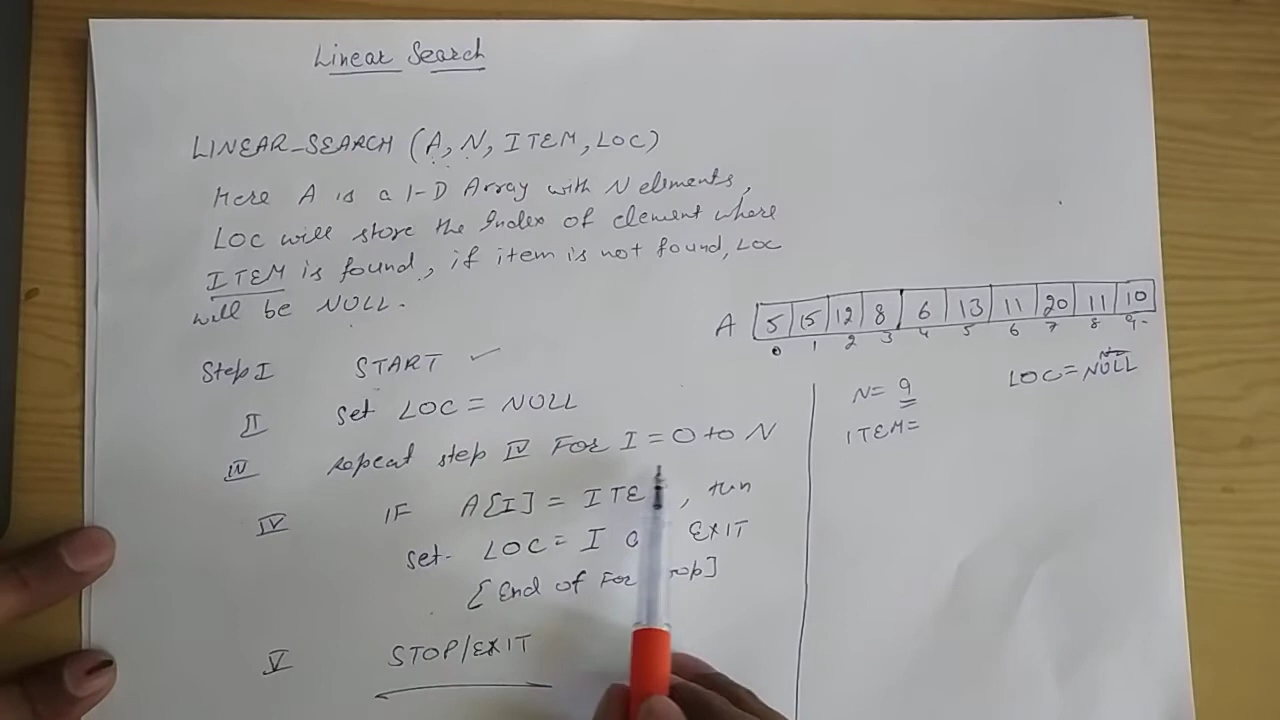 Linear Search
LINEAR_SEARCH (A, N, ITEM, LOC)
Here A is a 1-D Array with N elements,
LOC will store the Index of element where
ITEM is found, if item is not found, LOC
will be NULL.
Step I START ✓
II Set LOC = NULL
III Repeat step IV For I = 0 to N
IV IF A[I] = ITE
set LOC = I EXIT
[End of For
V STOP/EXIT
A 5 15 12 8 6 13 11 20 11 10
0 1 2 3 4 5 6 7 8 9
N = 9 LOC = NULL
ITEM =